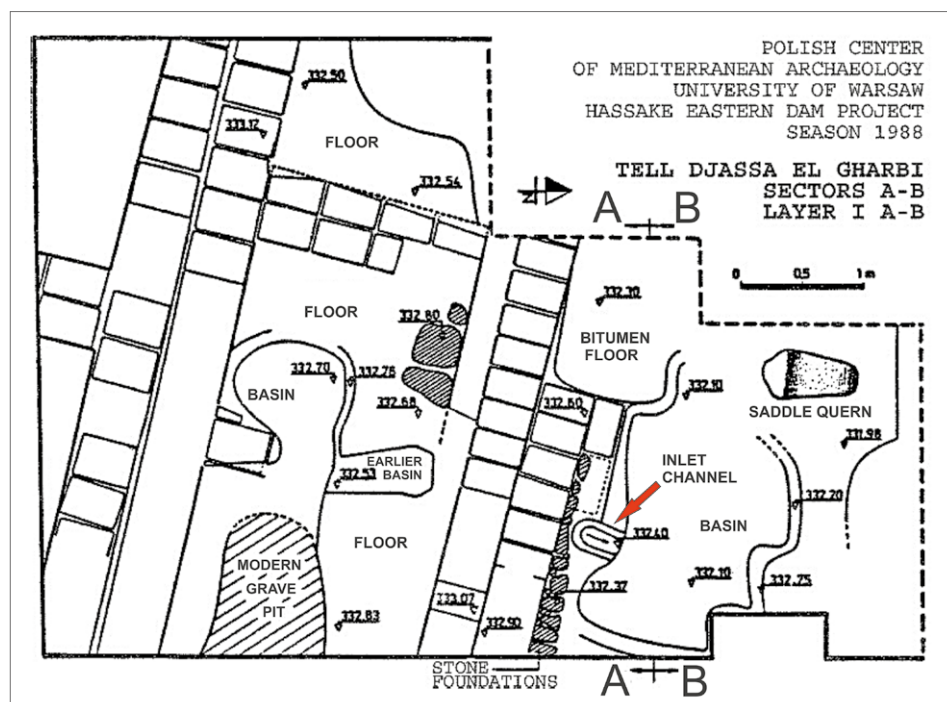 POLISH CENTER
OF MEDITERRANEAN ARCHAEOLOGY
UNIVERSITY OF WARSAW
HASSAKE EASTERN DAM PROJECT
SEASON 1988
TELL DJASSA EL GHARBI
SECTORS A-B
LAYER I A-B
332.90
333.12
FLOOR
332.54
N
A B
0 0.5 1 m
332.10
FLOOR
332.80
BITUMEN
FLOOR
332.70
332.76
BASIN
332.68
332.60
332.10
SADDLE QUERN
331.98
EARLIER
BASIN
332.53
INLET
CHANNEL
332.20
BASIN
FLOOR
332.40
MODERN
GRAVE
PIT
332.10
332.75
332.37
333.07
332.83
332.90
STONE
FOUNDATIONS
A B